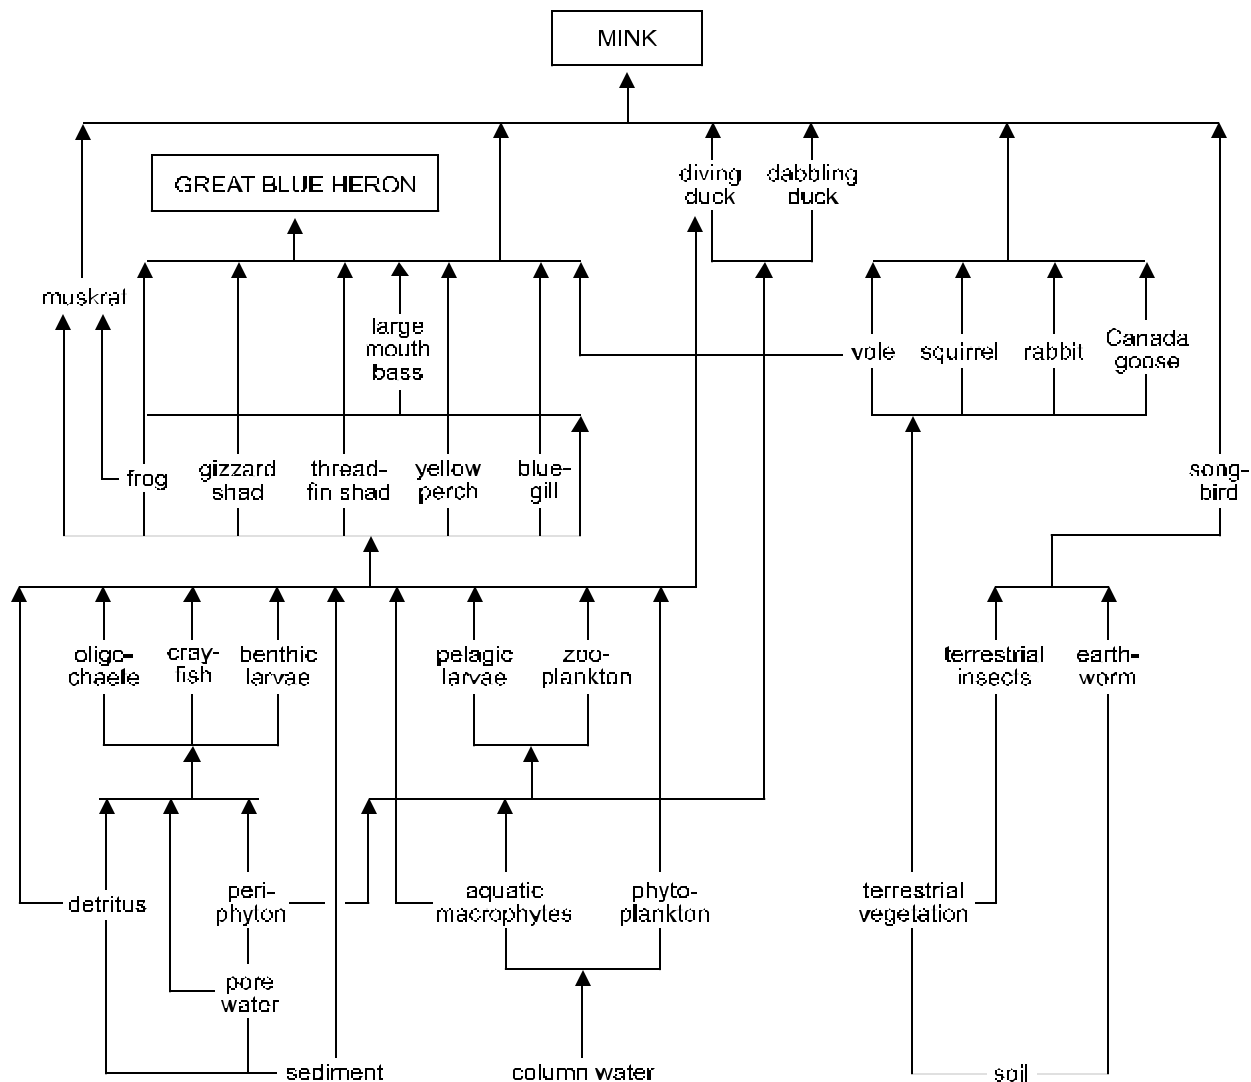 MINK
GREAT BLUE HERON
diving
duck
dabbling
duck
muskrat
large
mouth
bass
vole
squirrel
rabbit
Canada
goose
frog
gizzard
shad
thread-
fin shad
yellow
perch
blue-
gill
song-
bird
oligo-
chaete
cray-
fish
benthic
larvae
pelagic
larvae
zoo-
plankton
terrestrial
insects
earth-
worm
detritus
peri-
phyton
aquatic
macrophytes
phyto-
plankton
terrestrial
vegetation
pore
water
sediment
column water
soil